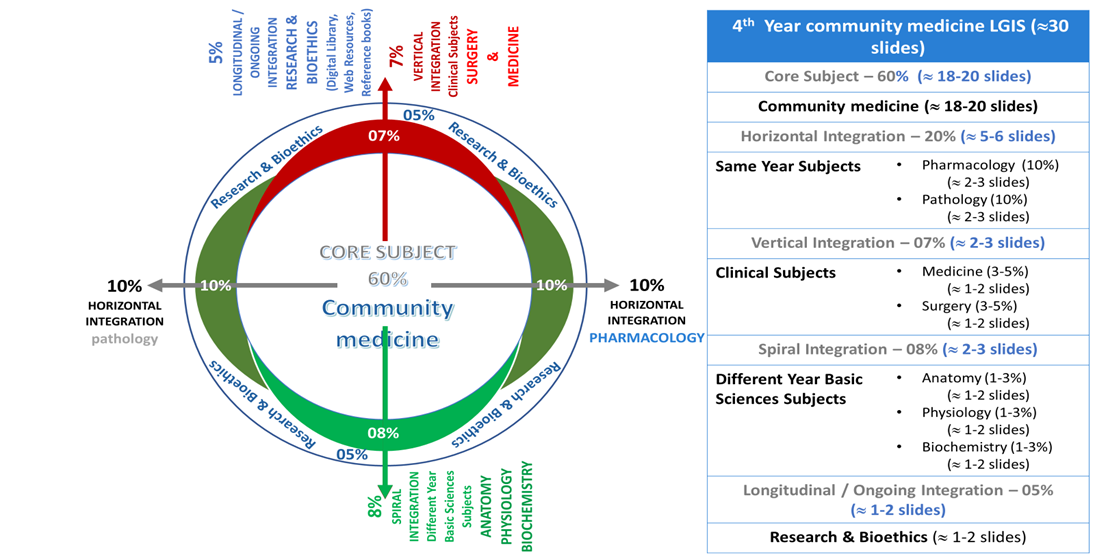 5%
LONGITUDINAL/
ONGOING
INTEGRATION
RESEARCH &
BIOETHICS
(Digital Library,
Web Resources,
Reference books)
7%
VERTICAL
INTEGRATION
Clinical Subjects
SURGERY
&
MEDICINE
05%
07%
Research & Bioethics
Research & Bioethics
CORE SUBJECT
60%
Community
medicine
10%
10%
10%
HORIZONTAL
INTEGRATION
pathology
10%
HORIZONTAL
INTEGRATION
PHARMACOLOGY
Research & Bioethics
Research & Bioethics
08%
05%
8%
SPIRAL
INTEGRATION
Different Year
Basic Sciences
Subjects
ANATOMY
PHYSIOLOGY
BIOCHEMISTRY
4th Year community medicine LGIS (≈30
slides)
Core Subject – 60% (≈ 18-20 slides)
Community medicine (≈ 18-20 slides)
Horizontal Integration – 20% (≈ 5-6 slides)
Same Year Subjects
• Pharmacology (10%)
(≈ 2-3 slides)
• Pathology (10%)
(≈ 2-3 slides)
Vertical Integration – 07% (≈ 2-3 slides)
Clinical Subjects
• Medicine (3-5%)
(≈ 1-2 slides)
• Surgery (3-5%)
(≈ 1-2 slides)
Spiral Integration – 08% (≈ 2-3 slides)
Different Year Basic
Sciences Subjects
• Anatomy (1-3%)
(≈ 1-2 slides)
• Physiology (1-3%)
(≈ 1-2 slides)
• Biochemistry (1-3%)
(≈ 1-2 slides)
Longitudinal / Ongoing Integration – 05%
(≈ 1-2 slides)
Research & Bioethics (≈ 1-2 slides)